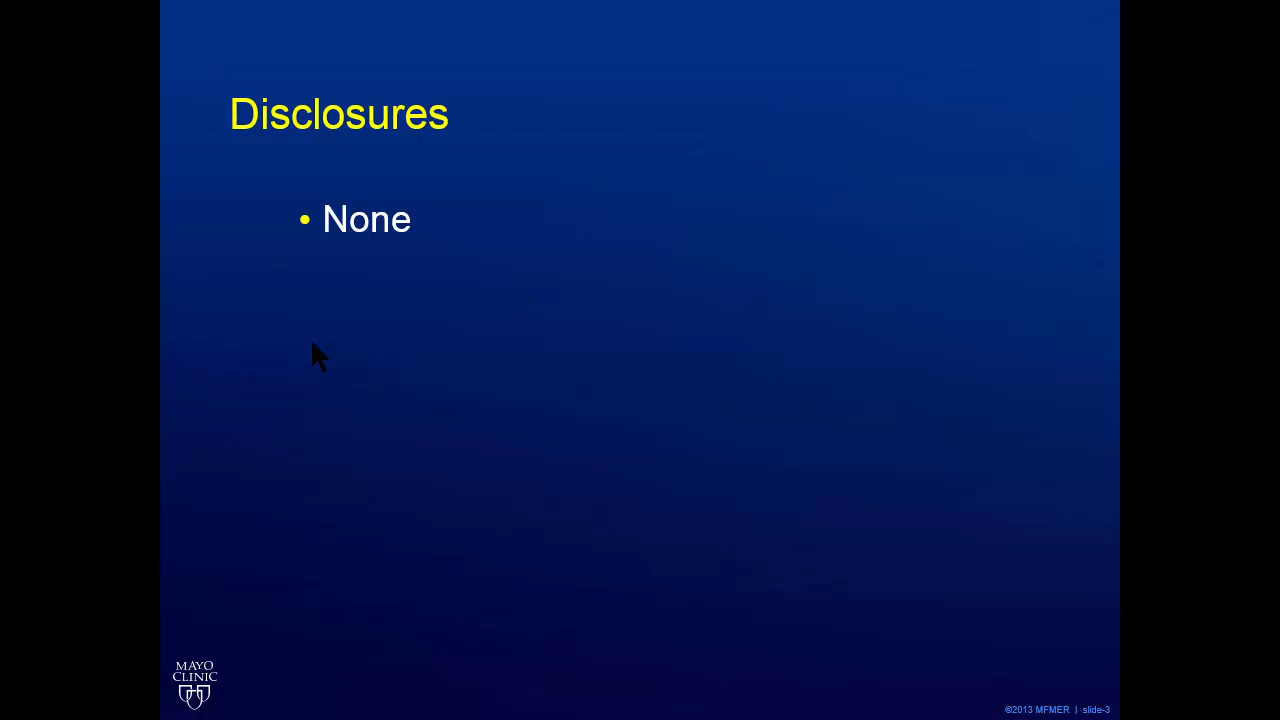 Disclosures
• None
MAYO
CLINIC
©2013 MFMER | slide-3